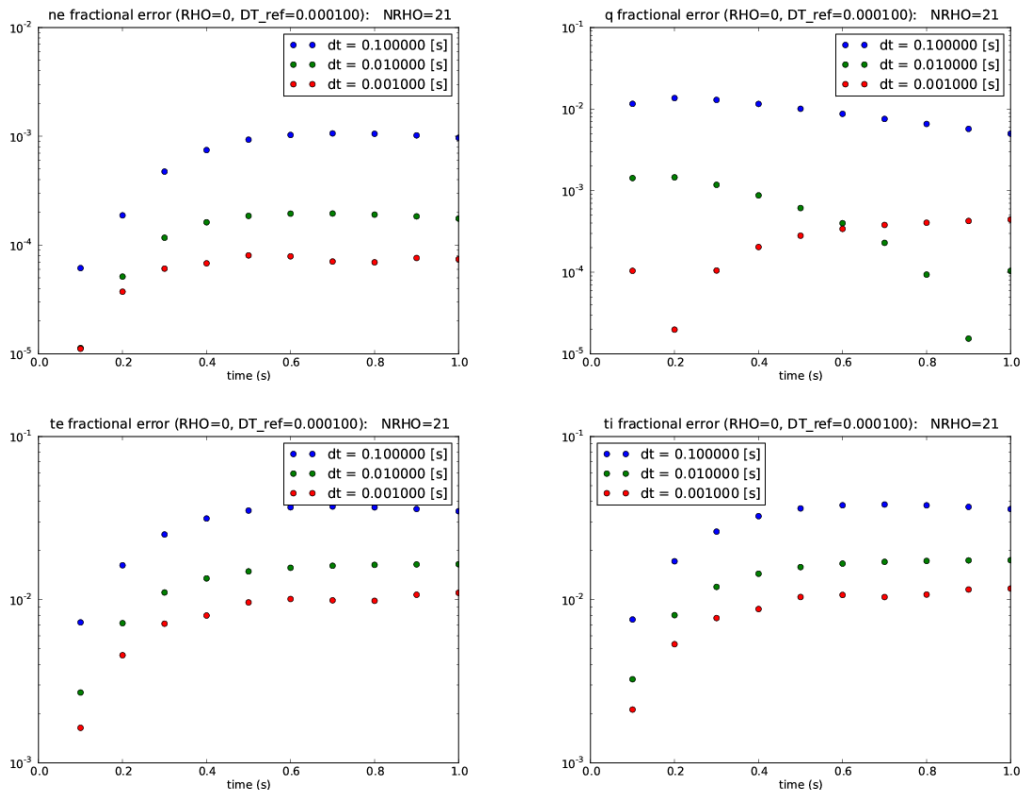 ne fractional error (RHO=0, DT_ref=0.000100):   NRHO=21
10^-2
10^-3
10^-4
10^-5
dt = 0.100000 [s]
dt = 0.010000 [s]
dt = 0.001000 [s]
0.0 0.2 0.4 0.6 0.8 1.0
time (s)
q fractional error (RHO=0, DT_ref=0.000100):   NRHO=21
10^-1
10^-2
10^-3
10^-4
10^-5
dt = 0.100000 [s]
dt = 0.010000 [s]
dt = 0.001000 [s]
0.0 0.2 0.4 0.6 0.8 1.0
time (s)
te fractional error (RHO=0, DT_ref=0.000100):   NRHO=21
10^-1
10^-2
10^-3
dt = 0.100000 [s]
dt = 0.010000 [s]
dt = 0.001000 [s]
0.0 0.2 0.4 0.6 0.8 1.0
time (s)
ti fractional error (RHO=0, DT_ref=0.000100):   NRHO=21
10^-1
10^-2
10^-3
dt = 0.100000 [s]
dt = 0.010000 [s]
dt = 0.001000 [s]
0.0 0.2 0.4 0.6 0.8 1.0
time (s)